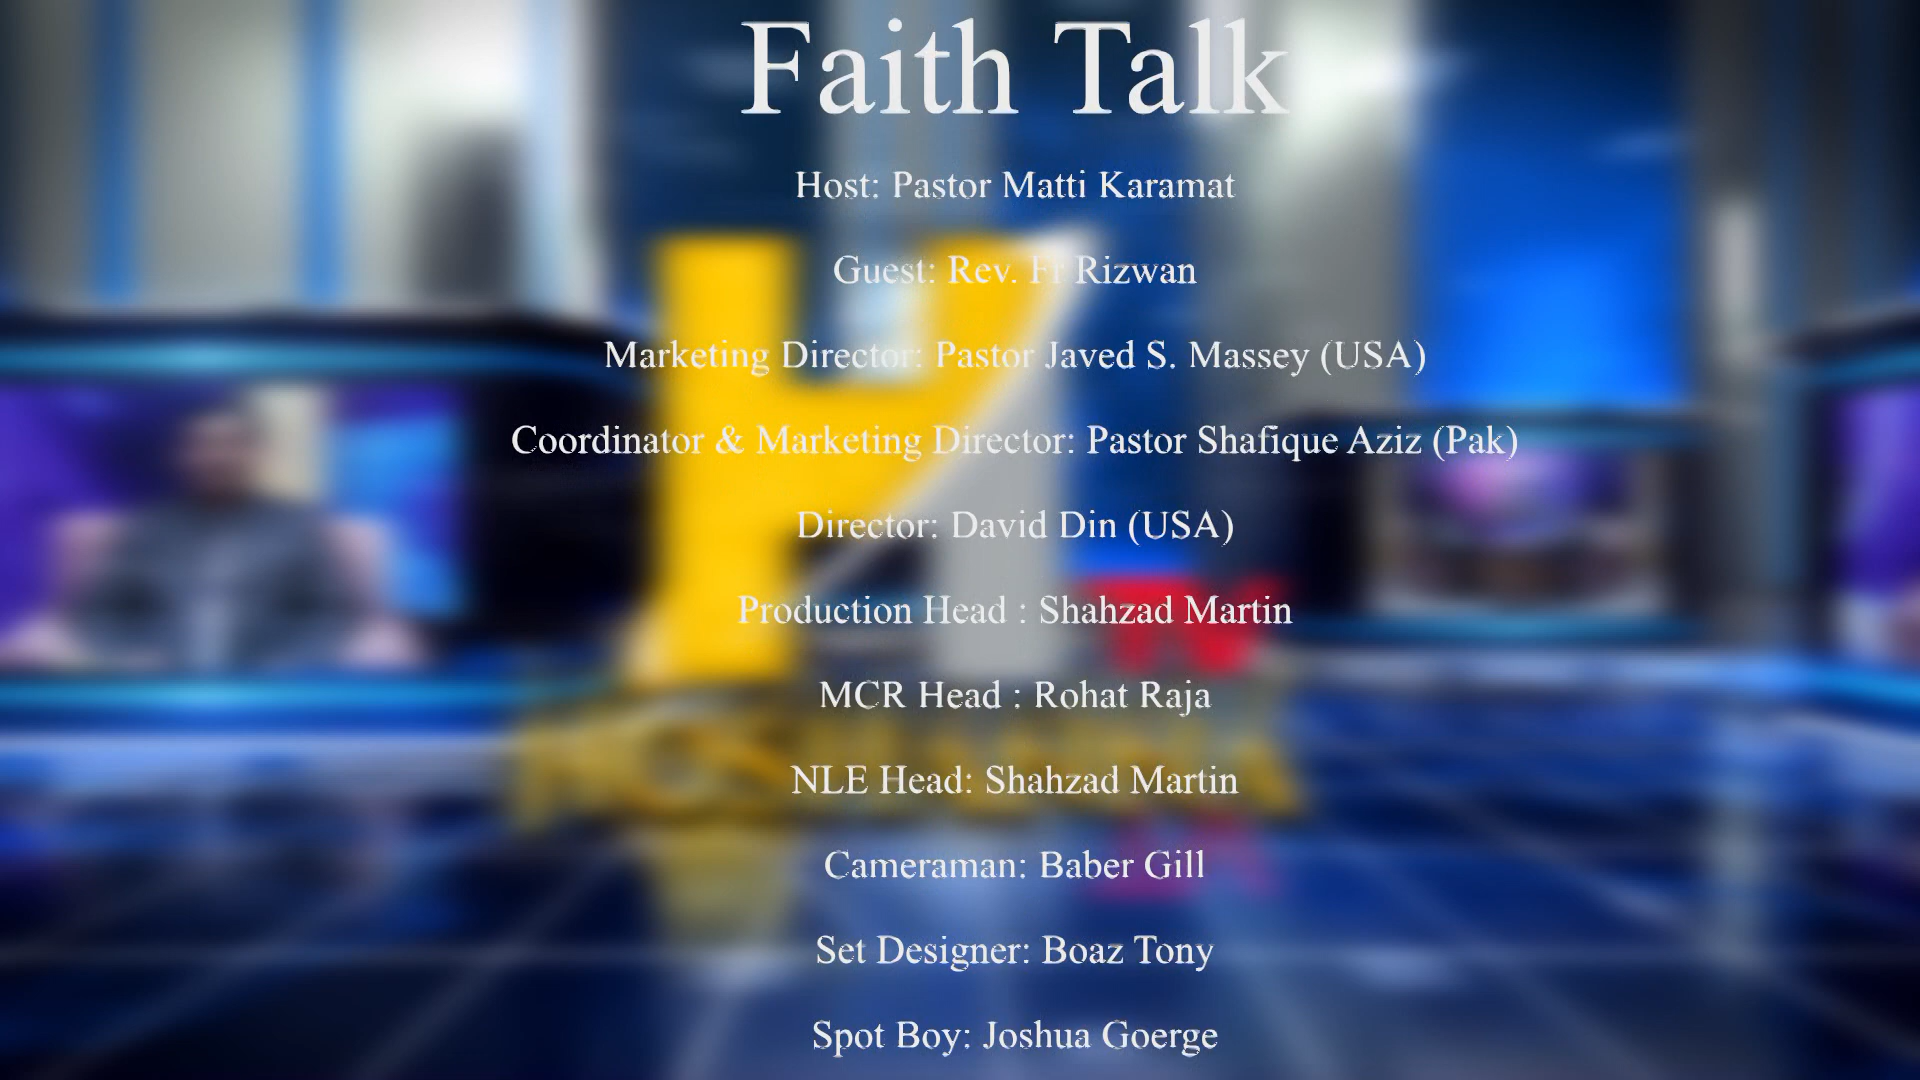 Faith Talk
Host: Pastor Matti Karamat
Guest: Rev. Fr Rizwan
Marketing Director: Pastor Javed S. Massey (USA)
Coordinator & Marketing Director: Pastor Shafique Aziz (Pak)
Director: David Din (USA)
Production Head : Shahzad Martin
MCR Head : Rohat Raja
NLE Head: Shahzad Martin
Cameraman: Baber Gill
Set Designer: Boaz Tony
Spot Boy: Joshua Goerge
TV